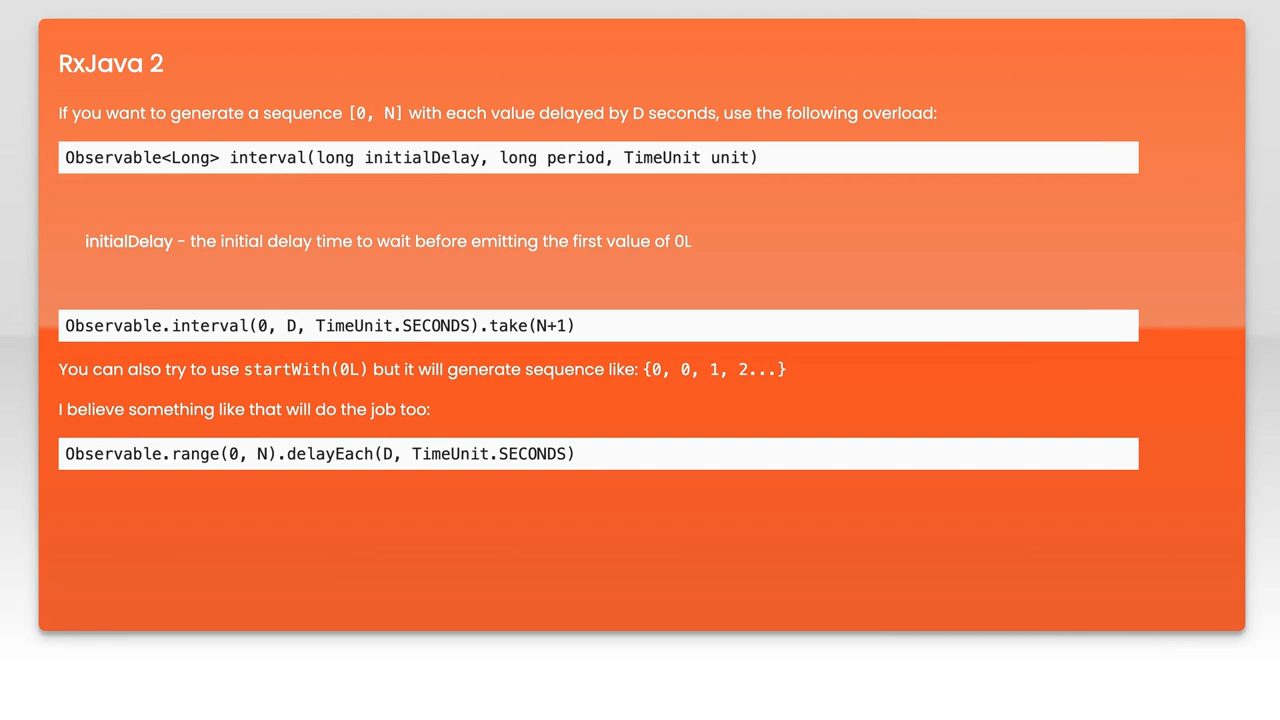 RxJava 2
If you want to generate a sequence [0, N] with each value delayed by D seconds, use the following overload:
Observable<Long> interval(long initialDelay, long period, TimeUnit unit)
initialDelay - the initial delay time to wait before emitting the first value of 0L
Observable.interval(0, D, TimeUnit.SECONDS).take(N+1)
You can also try to use startWith(0L) but it will generate sequence like: {0, 0, 1, 2...}
I believe something like that will do the job too:
Observable.range(0, N).delayEach(D, TimeUnit.SECONDS)